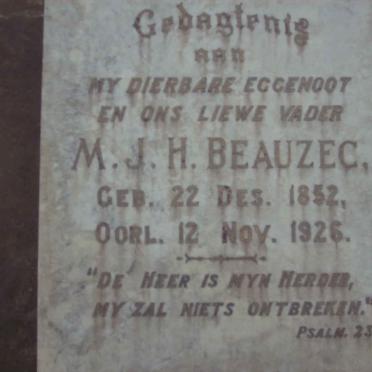 Gedagtenis
aan
MY DIERBARE EGGENOOT
EN ONS LIEWE VADER
M. J. H. BEAUZEC,
GEB. 22 DES. 1852,
OORL. 12 NOV. 1926.
"DE HEER IS MYN HERDER,
MY ZAL NIETS ONTBREKEN."
PSALM. 23